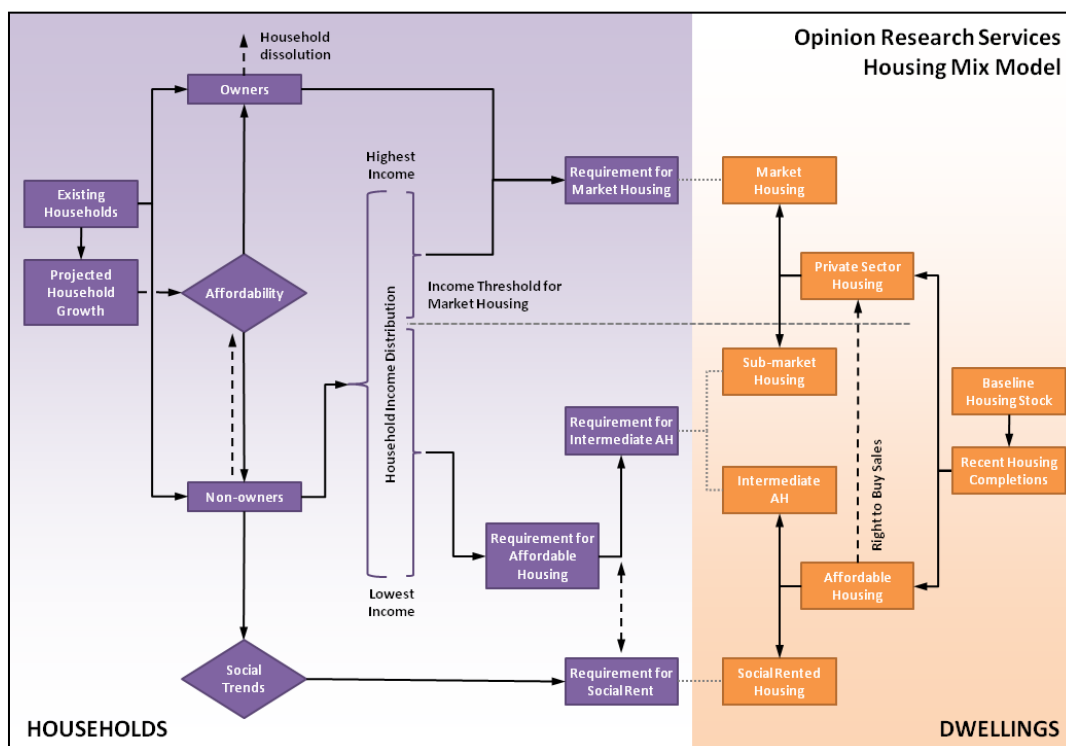 Opinion Research Services
Housing Mix Model
Household
dissolution
Owners
Highest
Income
Requirement for
Market Housing
Market
Housing
Existing
Households
Projected
Household
Growth
Affordability
Income Threshold for
Market Housing
Private Sector
Housing
Household Income Distribution
Sub-market
Housing
Baseline
Housing Stock
Requirement for
Intermediate AH
Right to Buy Sales
Recent Housing
Completions
Non-owners
Intermediate
AH
Requirement for
Affordable
Housing
Affordable
Housing
Lowest
Income
Social
Trends
Requirement for
Social Rent
Social Rented
Housing
HOUSEHOLDS
DWELLINGS